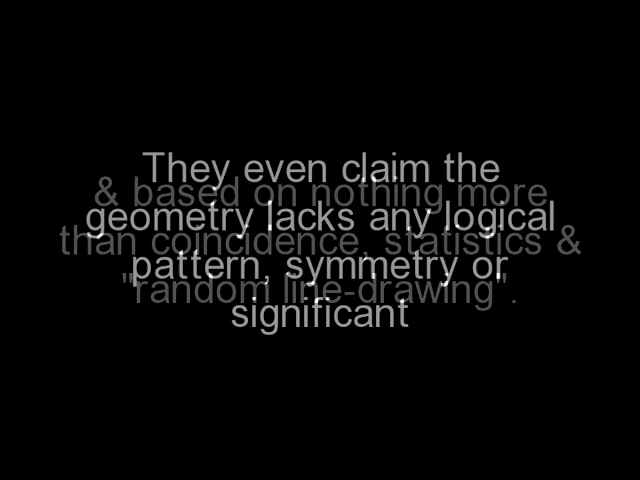 They even claim the
& based on nothing more
geometry lacks any logical
than coincidence, statistics &
pattern, symmetry or
"random line-drawing".
significant